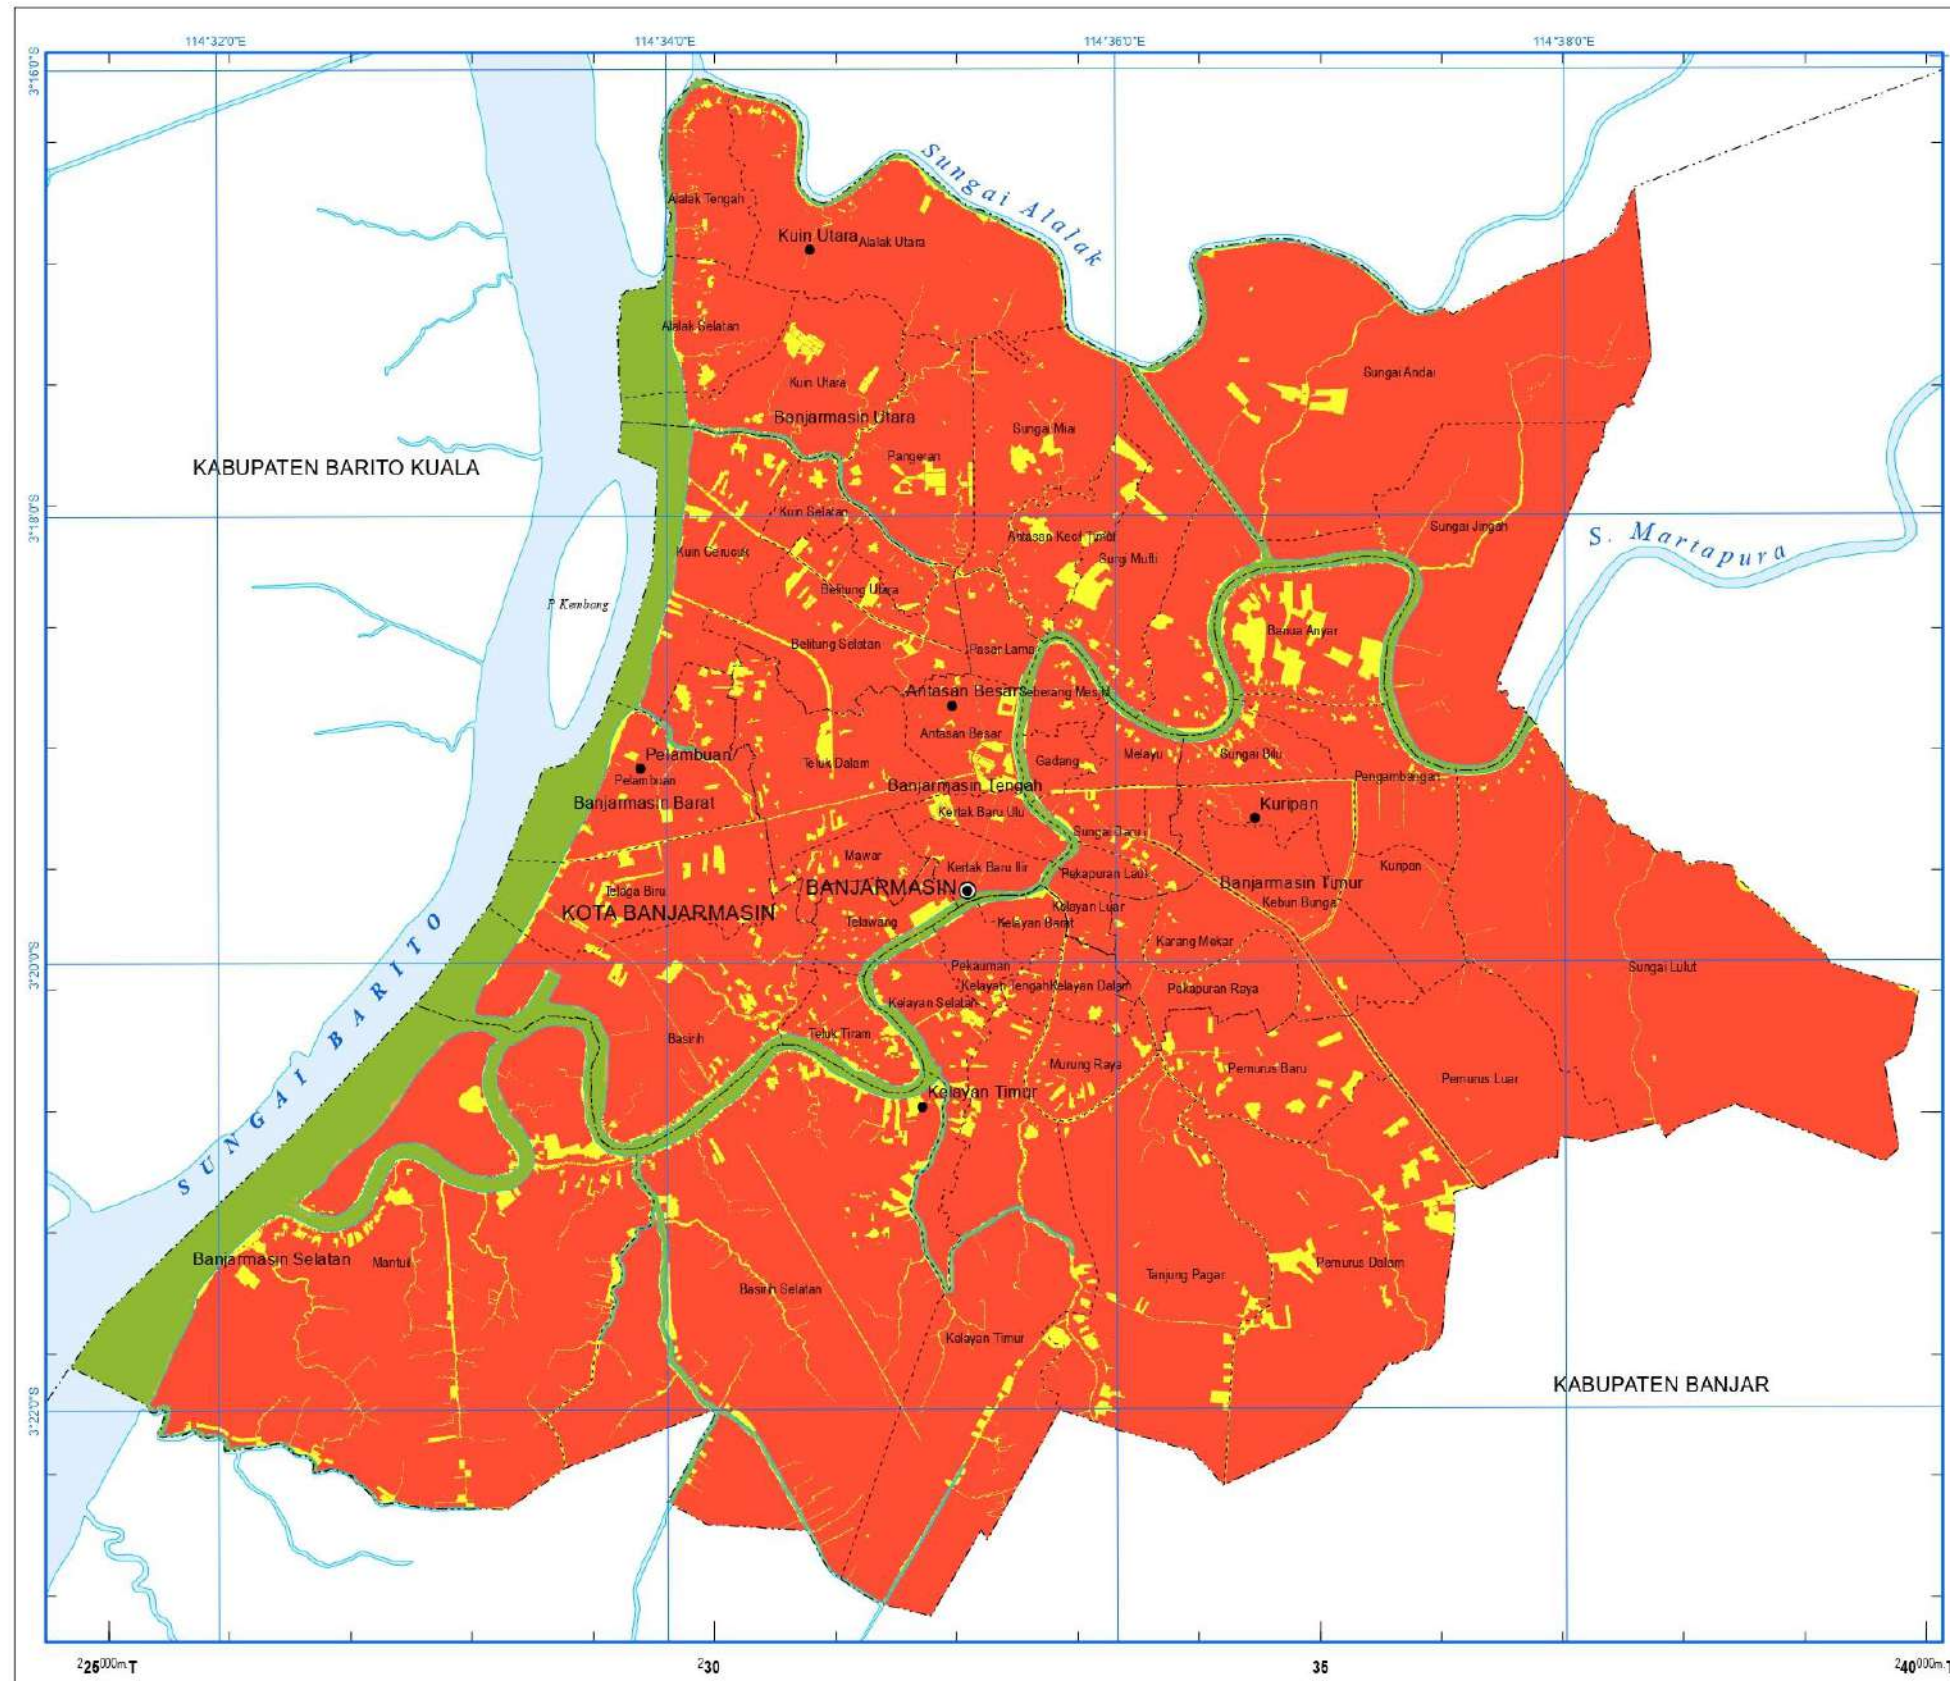 114°32'0"E
114°34'0"E
114°36'0"E
114°38'0"E
3°16'0"S
Sungai Alalak
Alalak Tengah
Kuin Utara
Alalak Utara
Alalak Selatan
Sungai Andai
Kuin Utara
Banjarmasin Utara
Sungai Miai
KABUPATEN BARITO KUALA
Pangeran
3°18'0"S
Kuin Selatan
Sungai Jingah
S. Martapura
Antasan Kecil Timur
Kuin Cerucuk
Surgi Mufti
Belitung Utara
P. Kembang
Banua Anyar
Belitung Selatan
Pasar Lama
Antasan Besar
Seberang Mesjid
Antasan Besar
Pelambuan
Teluk Dalam
Gadang
Melayu
Sungai Bilu
Pelambuan
Pengambangan
Banjarmasin Barat
Banjarmasin Tengah
Kuripan
Kertak Baru Ulu
Sungai Baru
Mawar
Kertak Baru Ilir
Pekapuran Laut
Kuripan
Telaga Biru
BANJARMASIN
Banjarmasin Timur
Kebun Bunga
KOTA BANJARMASIN
Telawang
Kelayan Luar
Kelayan Barat
Karang Mekar
3°20'0"S
Pekauman
Sungai Lulut
Kelayan Tengah
Kelayan Dalam
Pekapuran Raya
Kelayan Selatan
SUNGAI BARITO
Basirih
Teluk Tiram
Murung Raya
Pemurus Baru
Pemurus Luar
Kelayan Timur
Banjarmasin Selatan
Mantuil
Basirih Selatan
Tanjung Pagar
Pemurus Dalam
Kelayan Timur
KABUPATEN BANJAR
3°22'0"S
225000m.T
230
35
240000m.T